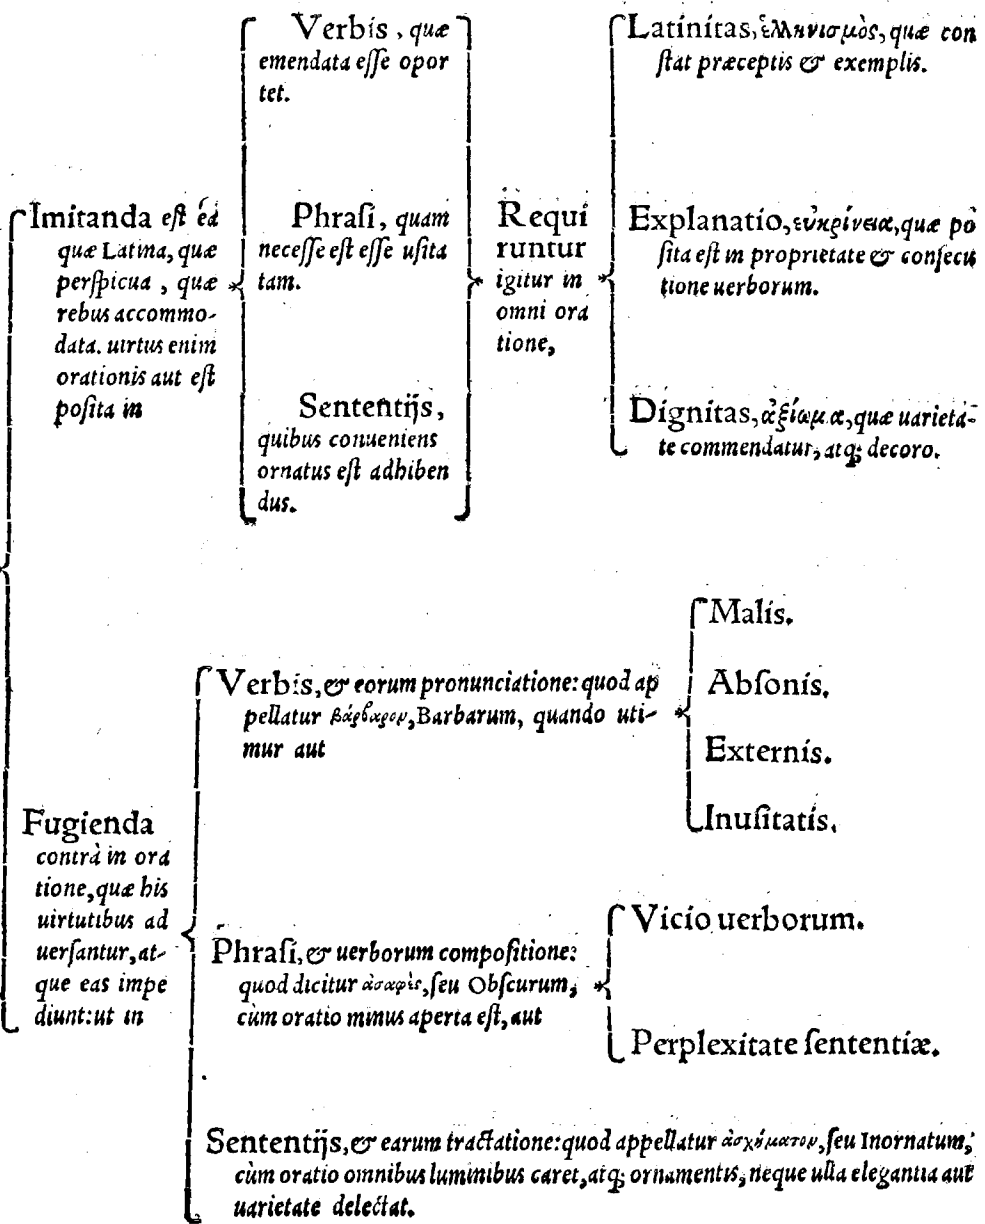 Imitanda eſt ea
quæ Latina, quæ
perſpicua, quæ
rebus accommo-
data. uirtus enim
orationis aut eſt
poſita in
Verbis, quæ
emendata eſſe opor
tet.
Phraſi, quam
neceſſe eſt eſſe uſita
tam.
Sententijs,
quibus conueniens
ornatus eſt adhiben
dus.
Requi
runtur
igitur in
omni ora
tione,
Latinitas, ἑλληνισμὸς, quæ con
ſtat præceptis & exemplis.
Explanatio, εὐκρίνεια, quæ po
ſita eſt in proprietate & conſecu
tione uerborum.
Dignitas, ἀξίωμα, quæ uarieta-
te commendatur, atq; decoro.
Fugienda
contrà in ora
tione, quæ his
uirtutibus ad
uerſantur, at-
que eas impe
diunt: ut in
Verbis, & eorum pronunciatione: quod ap
pellatur βάρβαρον, Barbarum, quando uti-
mur aut
Malis.
Abſonis.
Externis.
Inuſitatis.
Phraſi, & uerborum compoſitione:
quod dicitur ἀσαφὲς, ſeu Obſcurum,
cùm oratio minus aperta eſt, aut
Vicio uerborum.
Perplexitate ſententiæ.
Sententijs, & earum tractatione: quod appellatur ἀσχήματον, ſeu Inornatum,
cùm oratio omnibus luminibus caret, atq; ornamentis, neque ulla elegantia aut
uarietate delectat.